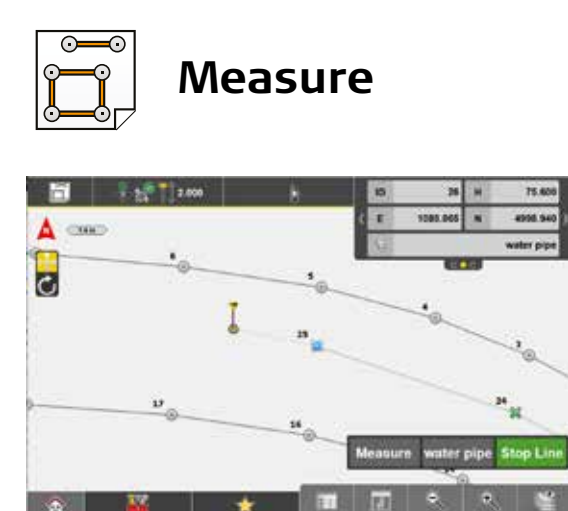 Measure
2.000
ID 26 H 75.600
E 1085.065 N 4998.940
water pipe
N
6
5
4
3
25
24
17
16
Measure water pipe Stop Line